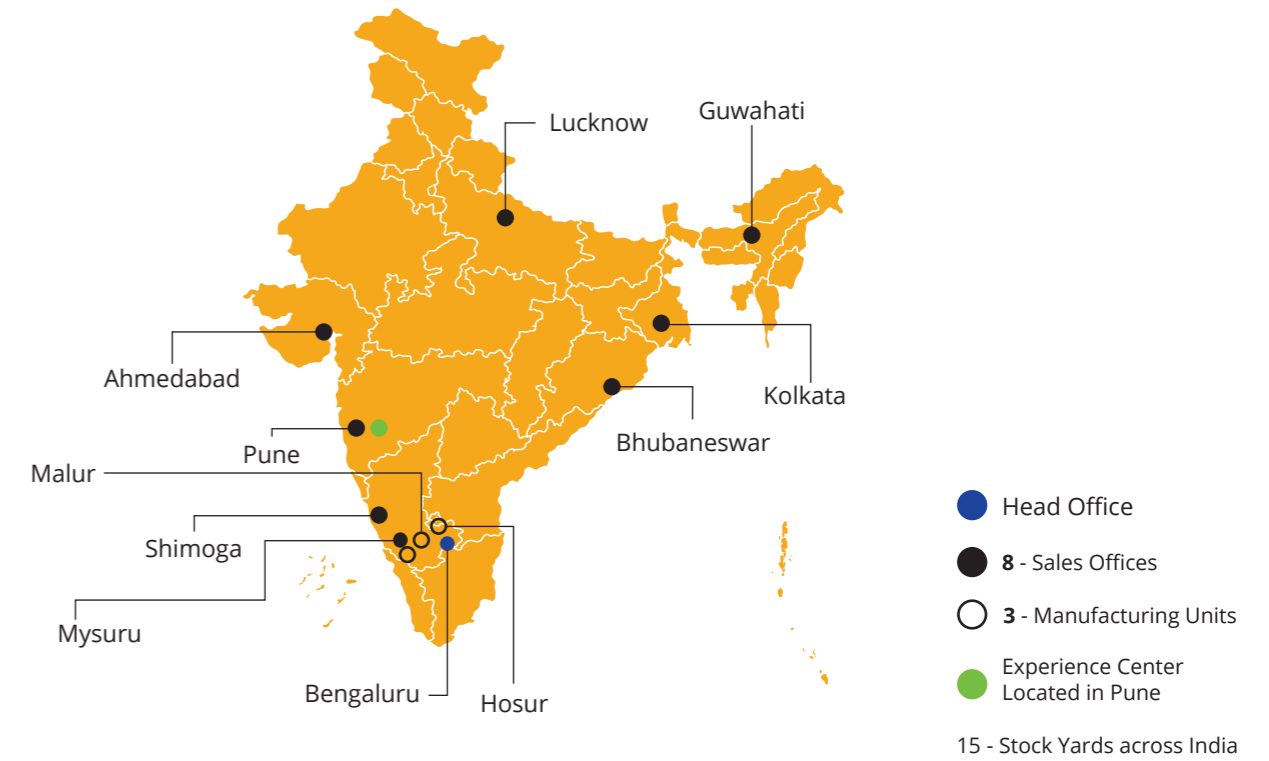 Guwahati
Lucknow
Ahmedabad
Kolkata
Bhubaneswar
Pune
Malur
Shimoga
Mysuru
Bengaluru
Hosur
Head Office
8 - Sales Offices
3 - Manufacturing Units
Experience Center
Located in Pune
15 - Stock Yards across India